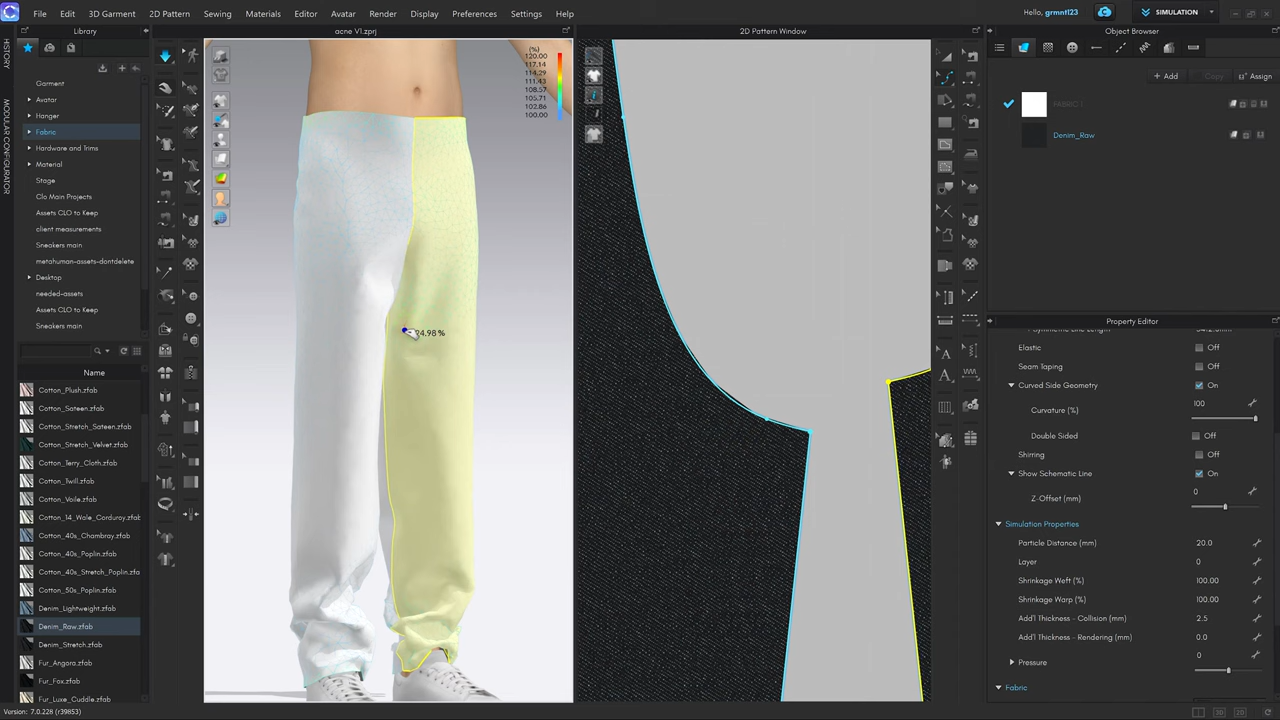 File Edit 3D Garment 2D Pattern Sewing Materials Editor Avatar Render Display Preferences Settings Help
Hello, grmntl23
SIMULATION
Library
acne V1.zprj
2D Pattern Window
Object Browser
HISTORY
MODULAR CONFIGURATOR
Garment
Avatar
Hanger
Fabric
Hardware and Trims
Material
Stage
Clo Main Projects
Assets CLO to Keep
client measurements
Sneakers main
metahuman-assets-dontdelete
Desktop
needed-assets
Assets CLO to Keep
Sneakers main
Name
Cotton_Plush.zfab
Cotton_Sateen.zfab
Cotton_Stretch_Sateen.zfab
Cotton_Stretch_Velvet.zfab
Cotton_Terry_Cloth.zfab
Cotton_Twill.zfab
Cotton_Voile.zfab
Cotton_14_Wale_Corduroy.zfab
Cotton_40s_Chambray.zfab
Cotton_40s_Poplin.zfab
Cotton_40s_Stretch_Poplin.zfa
Cotton_50s_Poplin.zfab
Denim_Lightweight.zfab
Denim_Raw.zfab
Denim_Stretch.zfab
Fur_Angora.zfab
Fur_Fox.zfab
Fur_Luxe_Cuddle.zfab
Version: 7.0.228 (r39853)
(%)
120.00
117.14
114.29
111.43
108.57
105.71
102.86
100.00
24.98 %
+ Add Copy Assign
FABRIC 1
Denim_Raw
Property Editor
Elastic Off
Seam Taping Off
Curved Side Geometry On
Curvature (%) 100
Double Sided Off
Shirring Off
Show Schematic Line On
Z-Offset (mm) 0
Simulation Properties
Particle Distance (mm) 20.0
Layer 0
Shrinkage Weft (%) 100.00
Shrinkage Warp (%) 100.00
Add'l Thickness - Collision (mm) 2.5
Add'l Thickness - Rendering (mm) 0.0
Pressure 0
Fabric
3D 2D